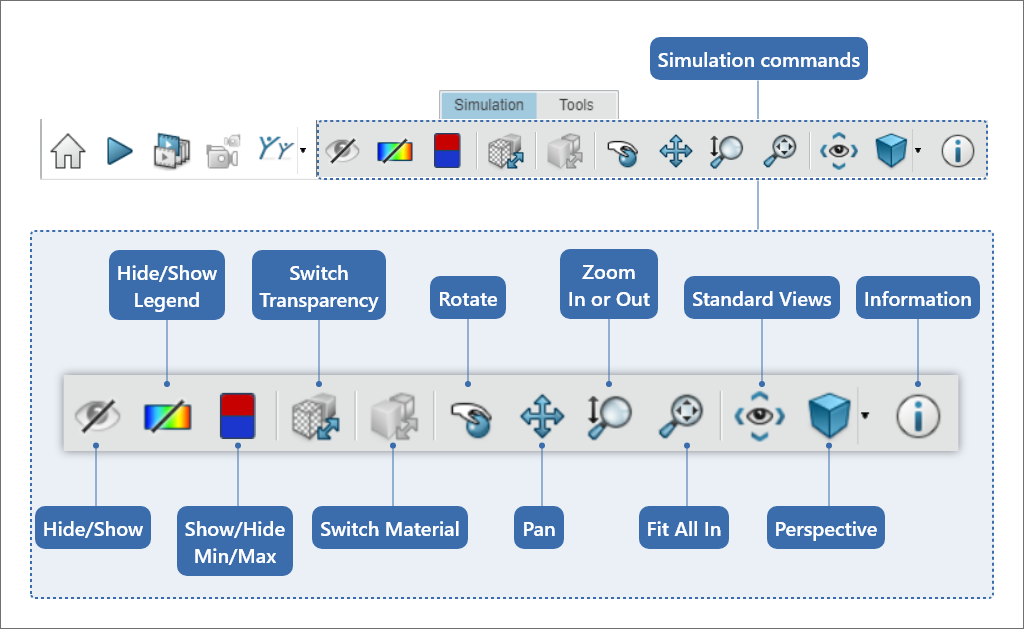 Simulation commands
Simulation
Tools
Hide/Show
Legend
Switch
Transparency
Rotate
Zoom
In or Out
Standard Views
Information
Hide/Show
Show/Hide
Min/Max
Switch Material
Pan
Fit All In
Perspective